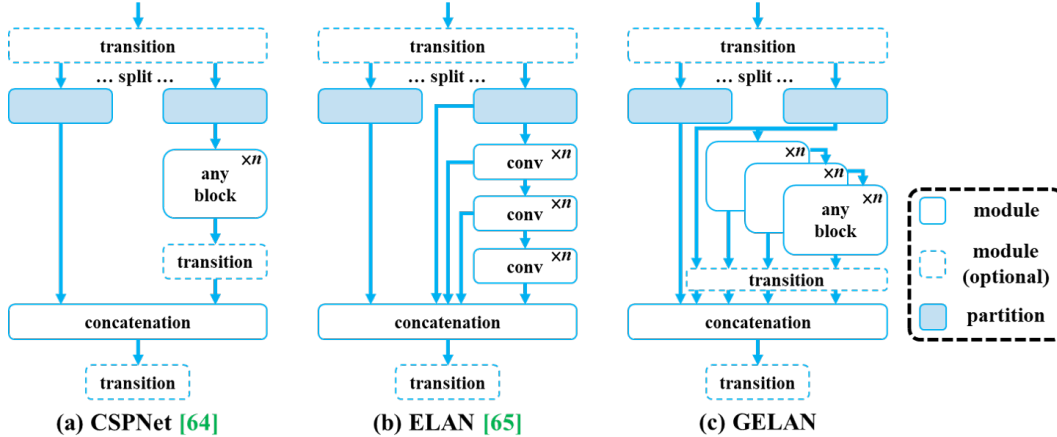 transition
... split ...
any
block
×n
transition
concatenation
transition
(a) CSPNet [64]
transition
... split ...
conv ×n
conv ×n
conv ×n
concatenation
transition
(b) ELAN [65]
transition
... split ...
×n
×n
×n
any
block
transition
concatenation
transition
(c) GELAN
module
module
(optional)
partition